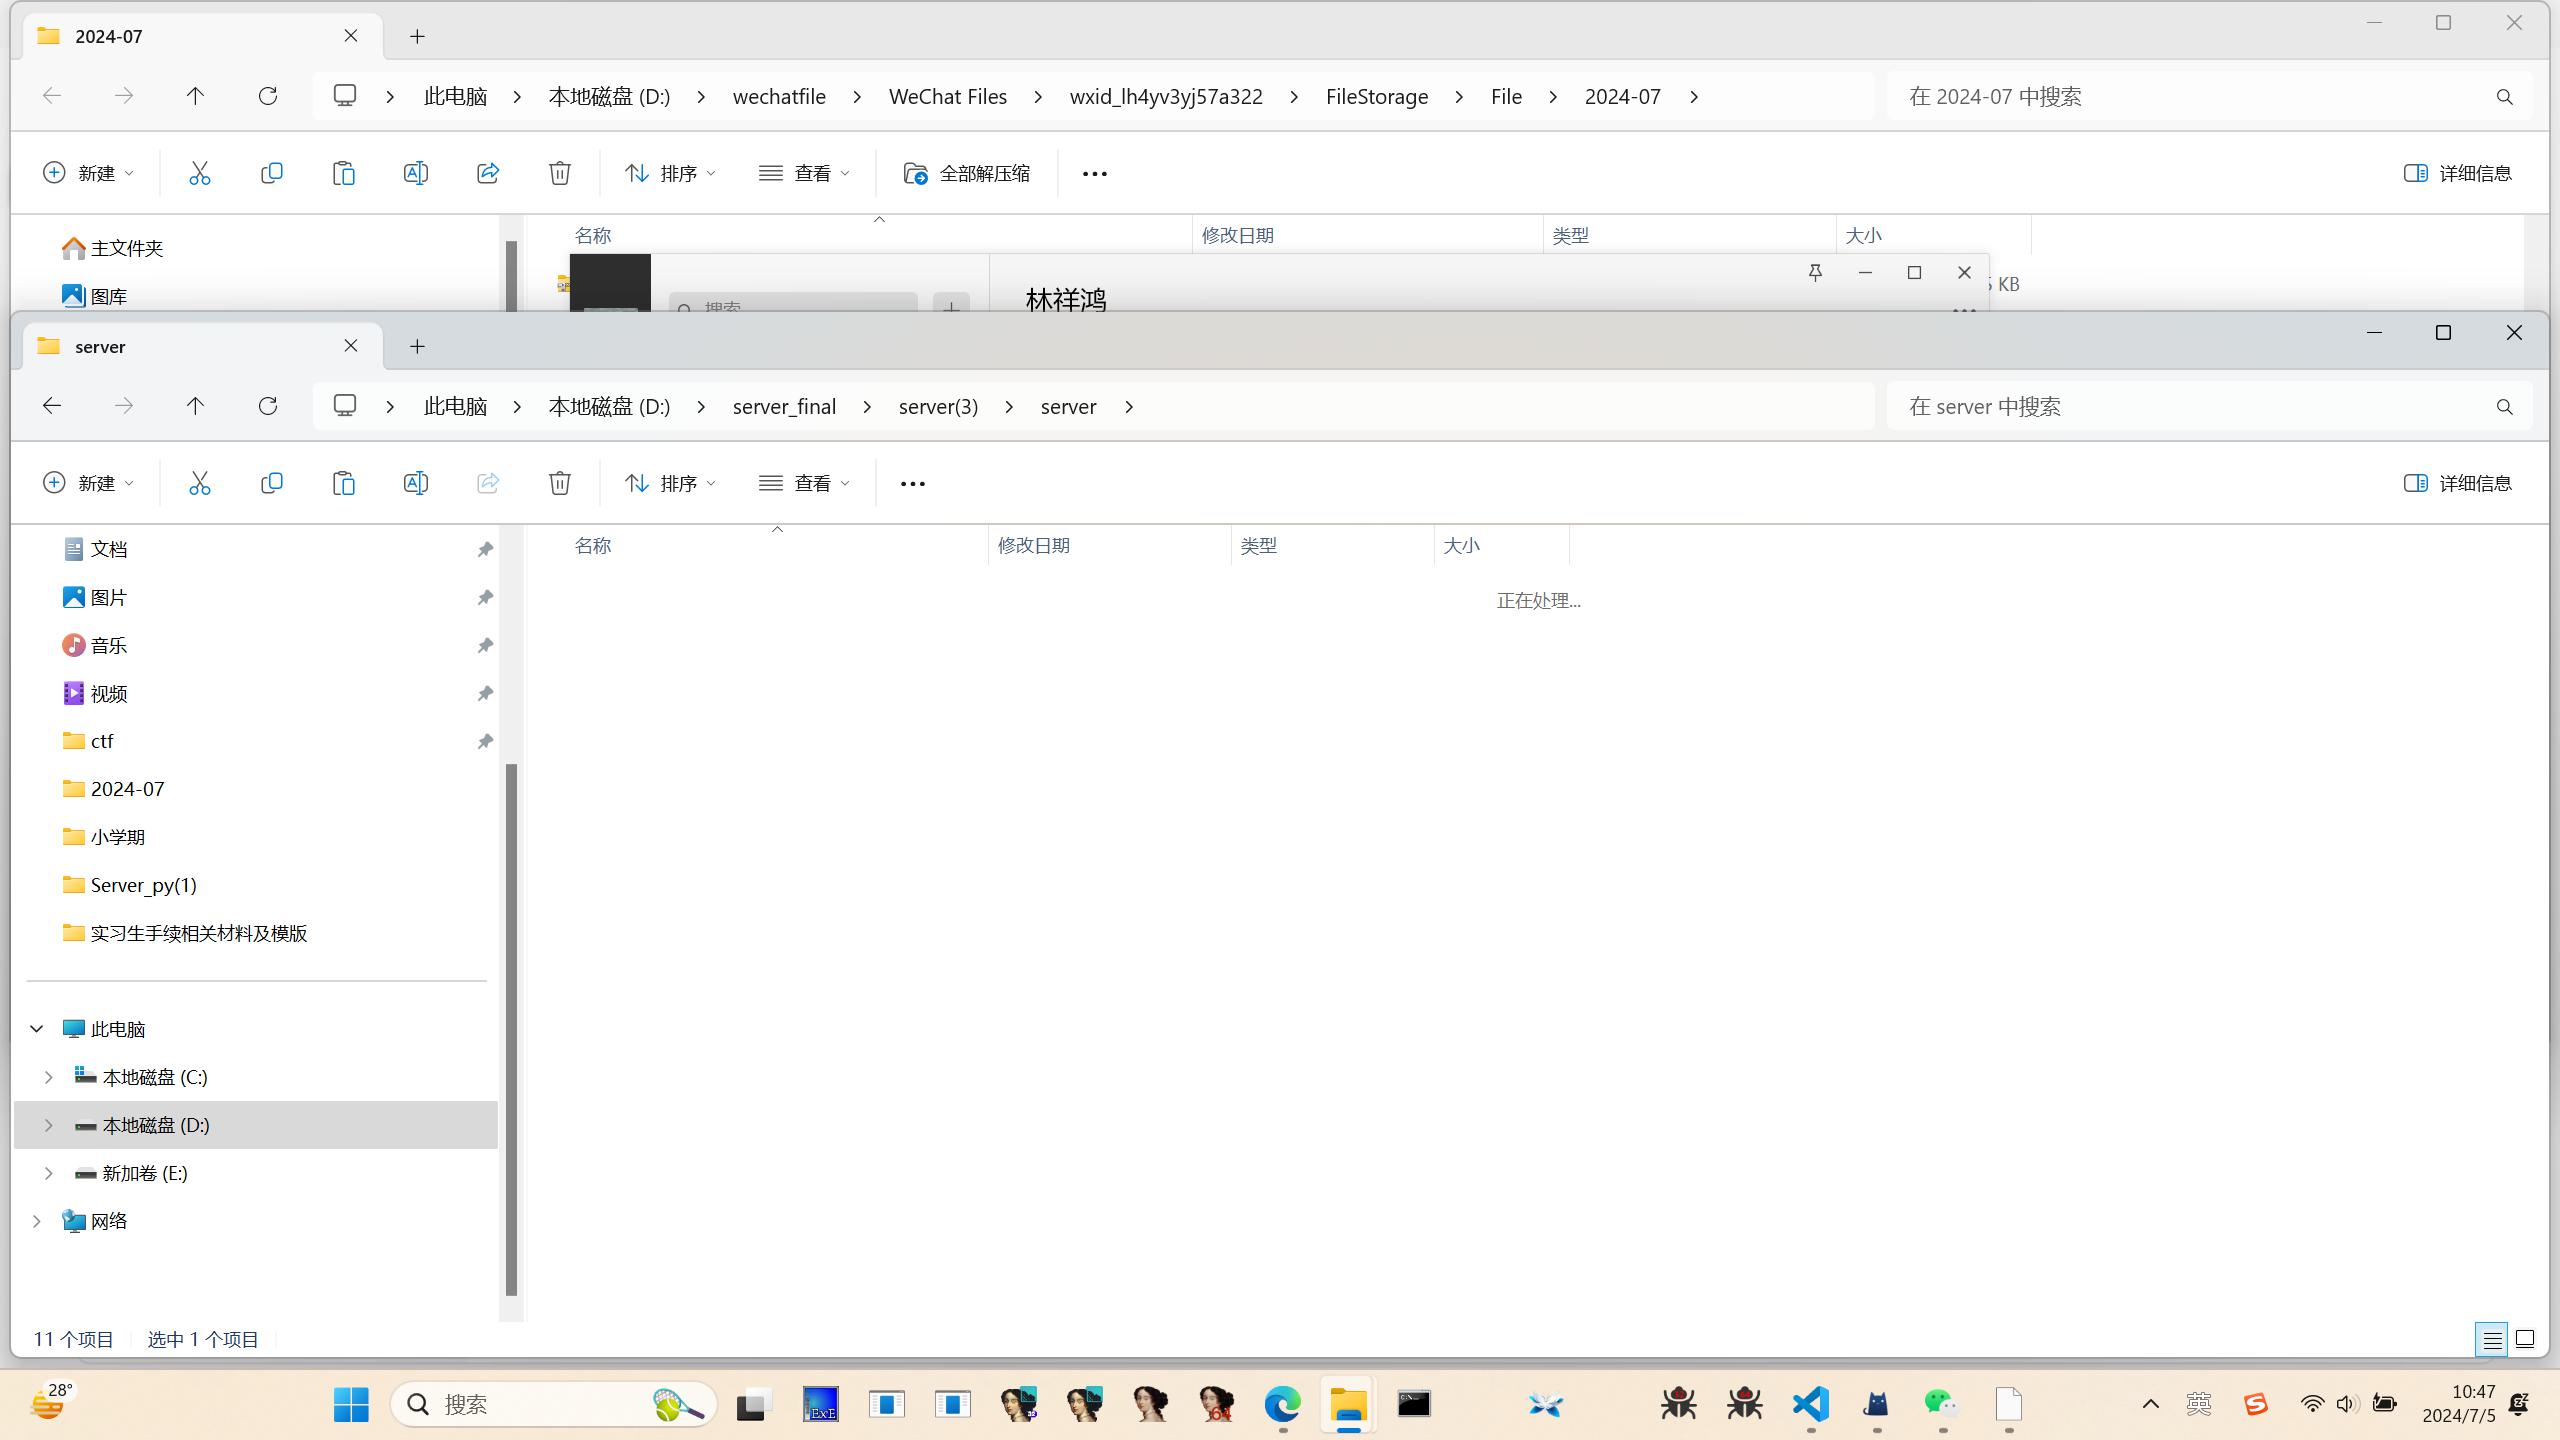 2024-07
此电脑 本地磁盘 (D:) wechatfile WeChat Files wxid_lh4yv3yj57a322 FileStorage File 2024-07
在 2024-07 中搜索
新建 排序 查看 全部解压缩 详细信息
主文件夹
图库
名称 修改日期 类型 大小
KB
搜索
林祥鸿
server
此电脑 本地磁盘 (D:) server_final server(3) server
在 server 中搜索
新建 排序 查看 详细信息
文档
图片
音乐
视频
ctf
2024-07
小学期
Server_py(1)
实习生手续相关材料及模版
此电脑
本地磁盘 (C:)
本地磁盘 (D:)
新加卷 (E:)
网络
名称 修改日期 类型 大小
正在处理...
11 个项目 选中 1 个项目
28°
搜索
ExE
32
64
英
10:47
2024/7/5